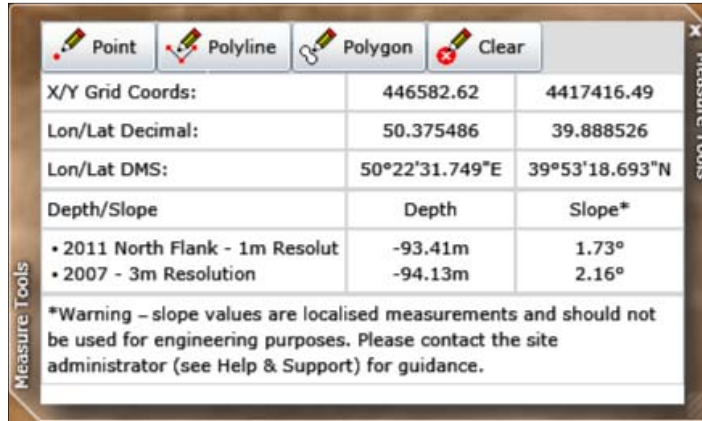 Point Polyline Polygon Clear x
X/Y Grid Coords: 446582.62 4417416.49
Lon/Lat Decimal: 50.375486 39.888526
Lon/Lat DMS: 50°22'31.749"E 39°53'18.693"N
Depth/Slope Depth Slope*
• 2011 North Flank - 1m Resolut -93.41m 1.73°
• 2007 - 3m Resolution -94.13m 2.16°
*Warning – slope values are localised measurements and should not
be used for engineering purposes. Please contact the site
administrator (see Help & Support) for guidance.
Measure Tools
Measure Tools